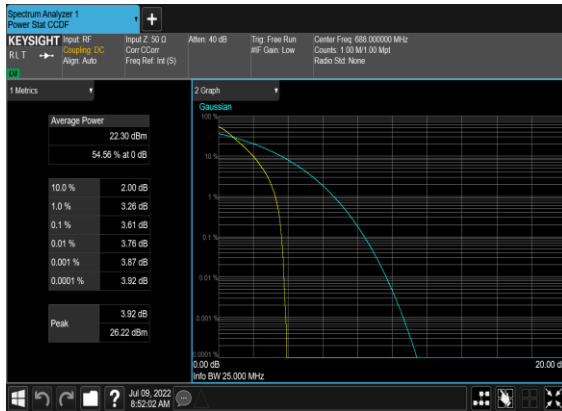 Spectrum Analyzer 1
Power Stat CCDF
KEYSIGHT
RLT
Input: RF
Coupling: DC
Align: Auto
Input Z: 50 Ω
Corr CCorr
Freq Ref: Int (S)
Atten: 40 dB
Trig: Free Run
#IF Gain: Low
Center Freq: 688.000000 MHz
Counts: 1.00 M/1.00 Mpt
Radio Std: None
1 Metrics
Average Power
22.30 dBm
54.56 % at 0 dB
10.0 % 2.00 dB
1.0 % 3.26 dB
0.1 % 3.61 dB
0.01 % 3.76 dB
0.001 % 3.87 dB
0.0001 % 3.92 dB
Peak
3.92 dB
26.22 dBm
2 Graph
Gaussian
100 %
10 %
1 %
0.1 %
0.01 %
0.001 %
0.0001 %
0.00 dB
20.00 d
Info BW 25.000 MHz
Jul 09, 2022
8:52:02 AM